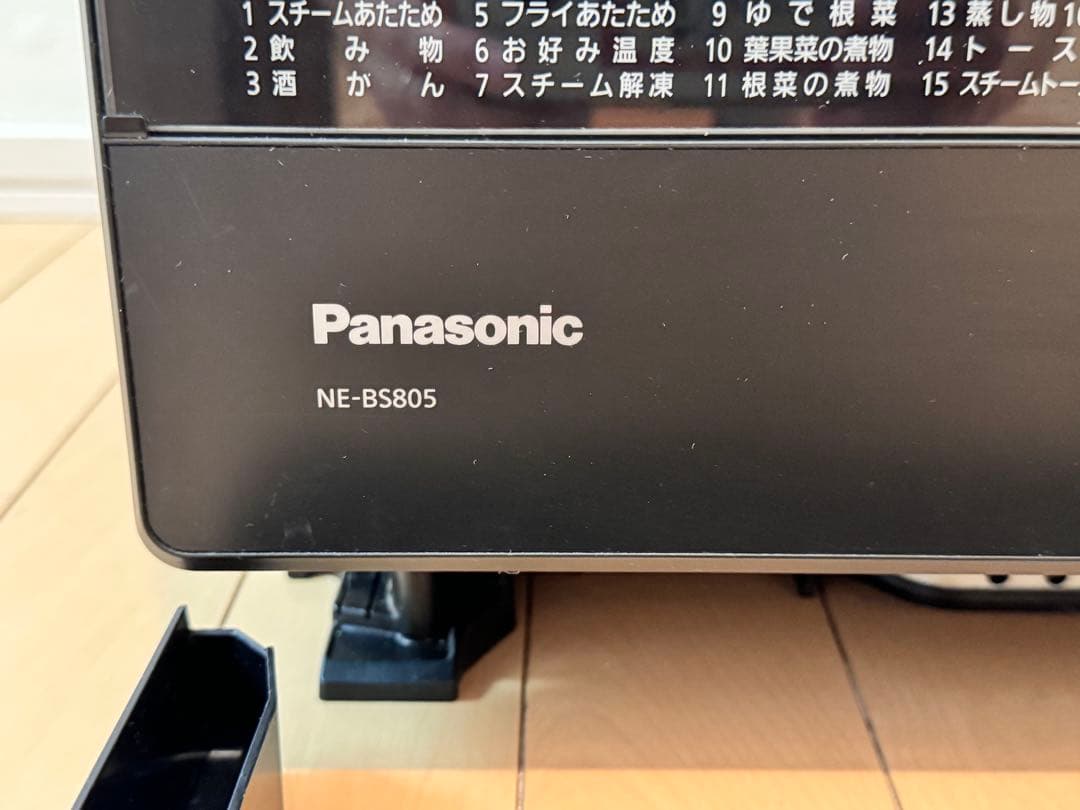 1 スチームあたため 5 フライあたため 9 ゆで根菜 13 蒸し物 16
2 飲み物 6 お好み温度 10 葉果菜の煮物 14 トース
3 酒かん 7 スチーム解凍 11 根菜の煮物 15 スチームトー
Panasonic
NE-BS805